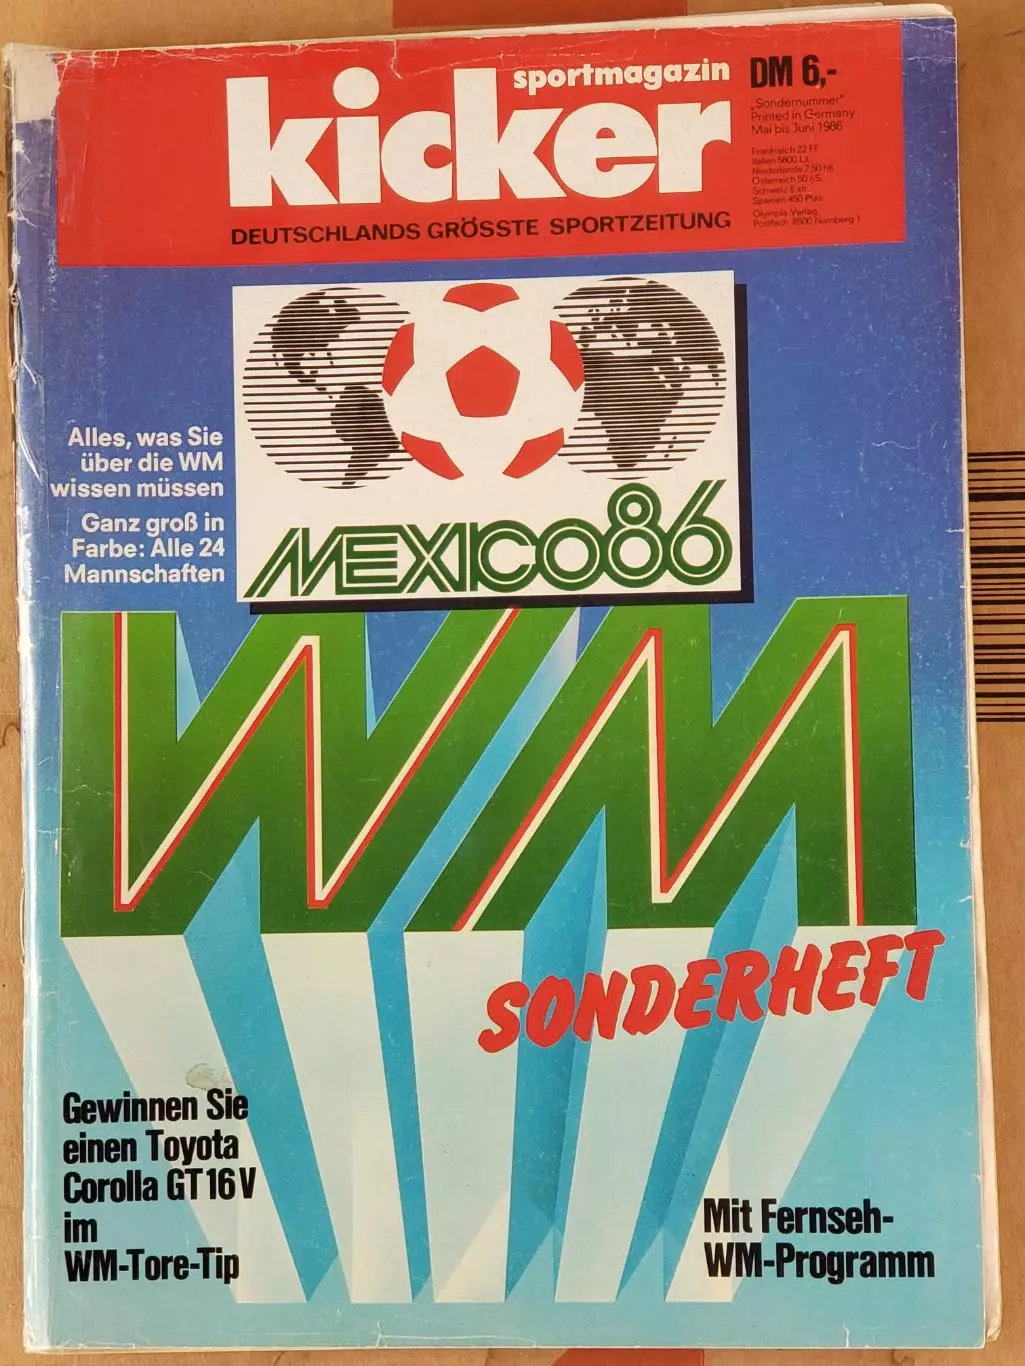 sportmagazin
kicker
DEUTSCHLANDS GRÖSSTE SPORTZEITUNG
DM 6,-
„Sondernummer"
Printed in Germany
Mai bis Juni 1986
Frankreich 22 FF
Italien 5800 Lit.
Niederlande 7,50 hfl.
Österreich 50 öS.
Schweiz 6 sfr.
Spanien 450 Ptas.
Olympia-Verlag,
Postfach, 8500 Nürnberg 1
Alles, was Sie
über die WM
wissen müssen
Ganz groß in
Farbe: Alle 24
Mannschaften
MEXICO86
WM
SONDERHEFT
Gewinnen Sie
einen Toyota
Corolla GT16V
im
WM-Tore-Tip
Mit Fernseh-
WM-Programm